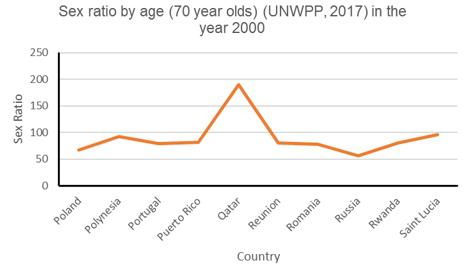 Sex ratio by age (70 year olds) (UNWPP, 2017) in the
year 2000
250
200
150
100
50
0
Sex Ratio
Poland
Polynesia
Portugal
Puerto Rico
Qatar
Reunion
Romania
Russia
Rwanda
Saint Lucia
Country